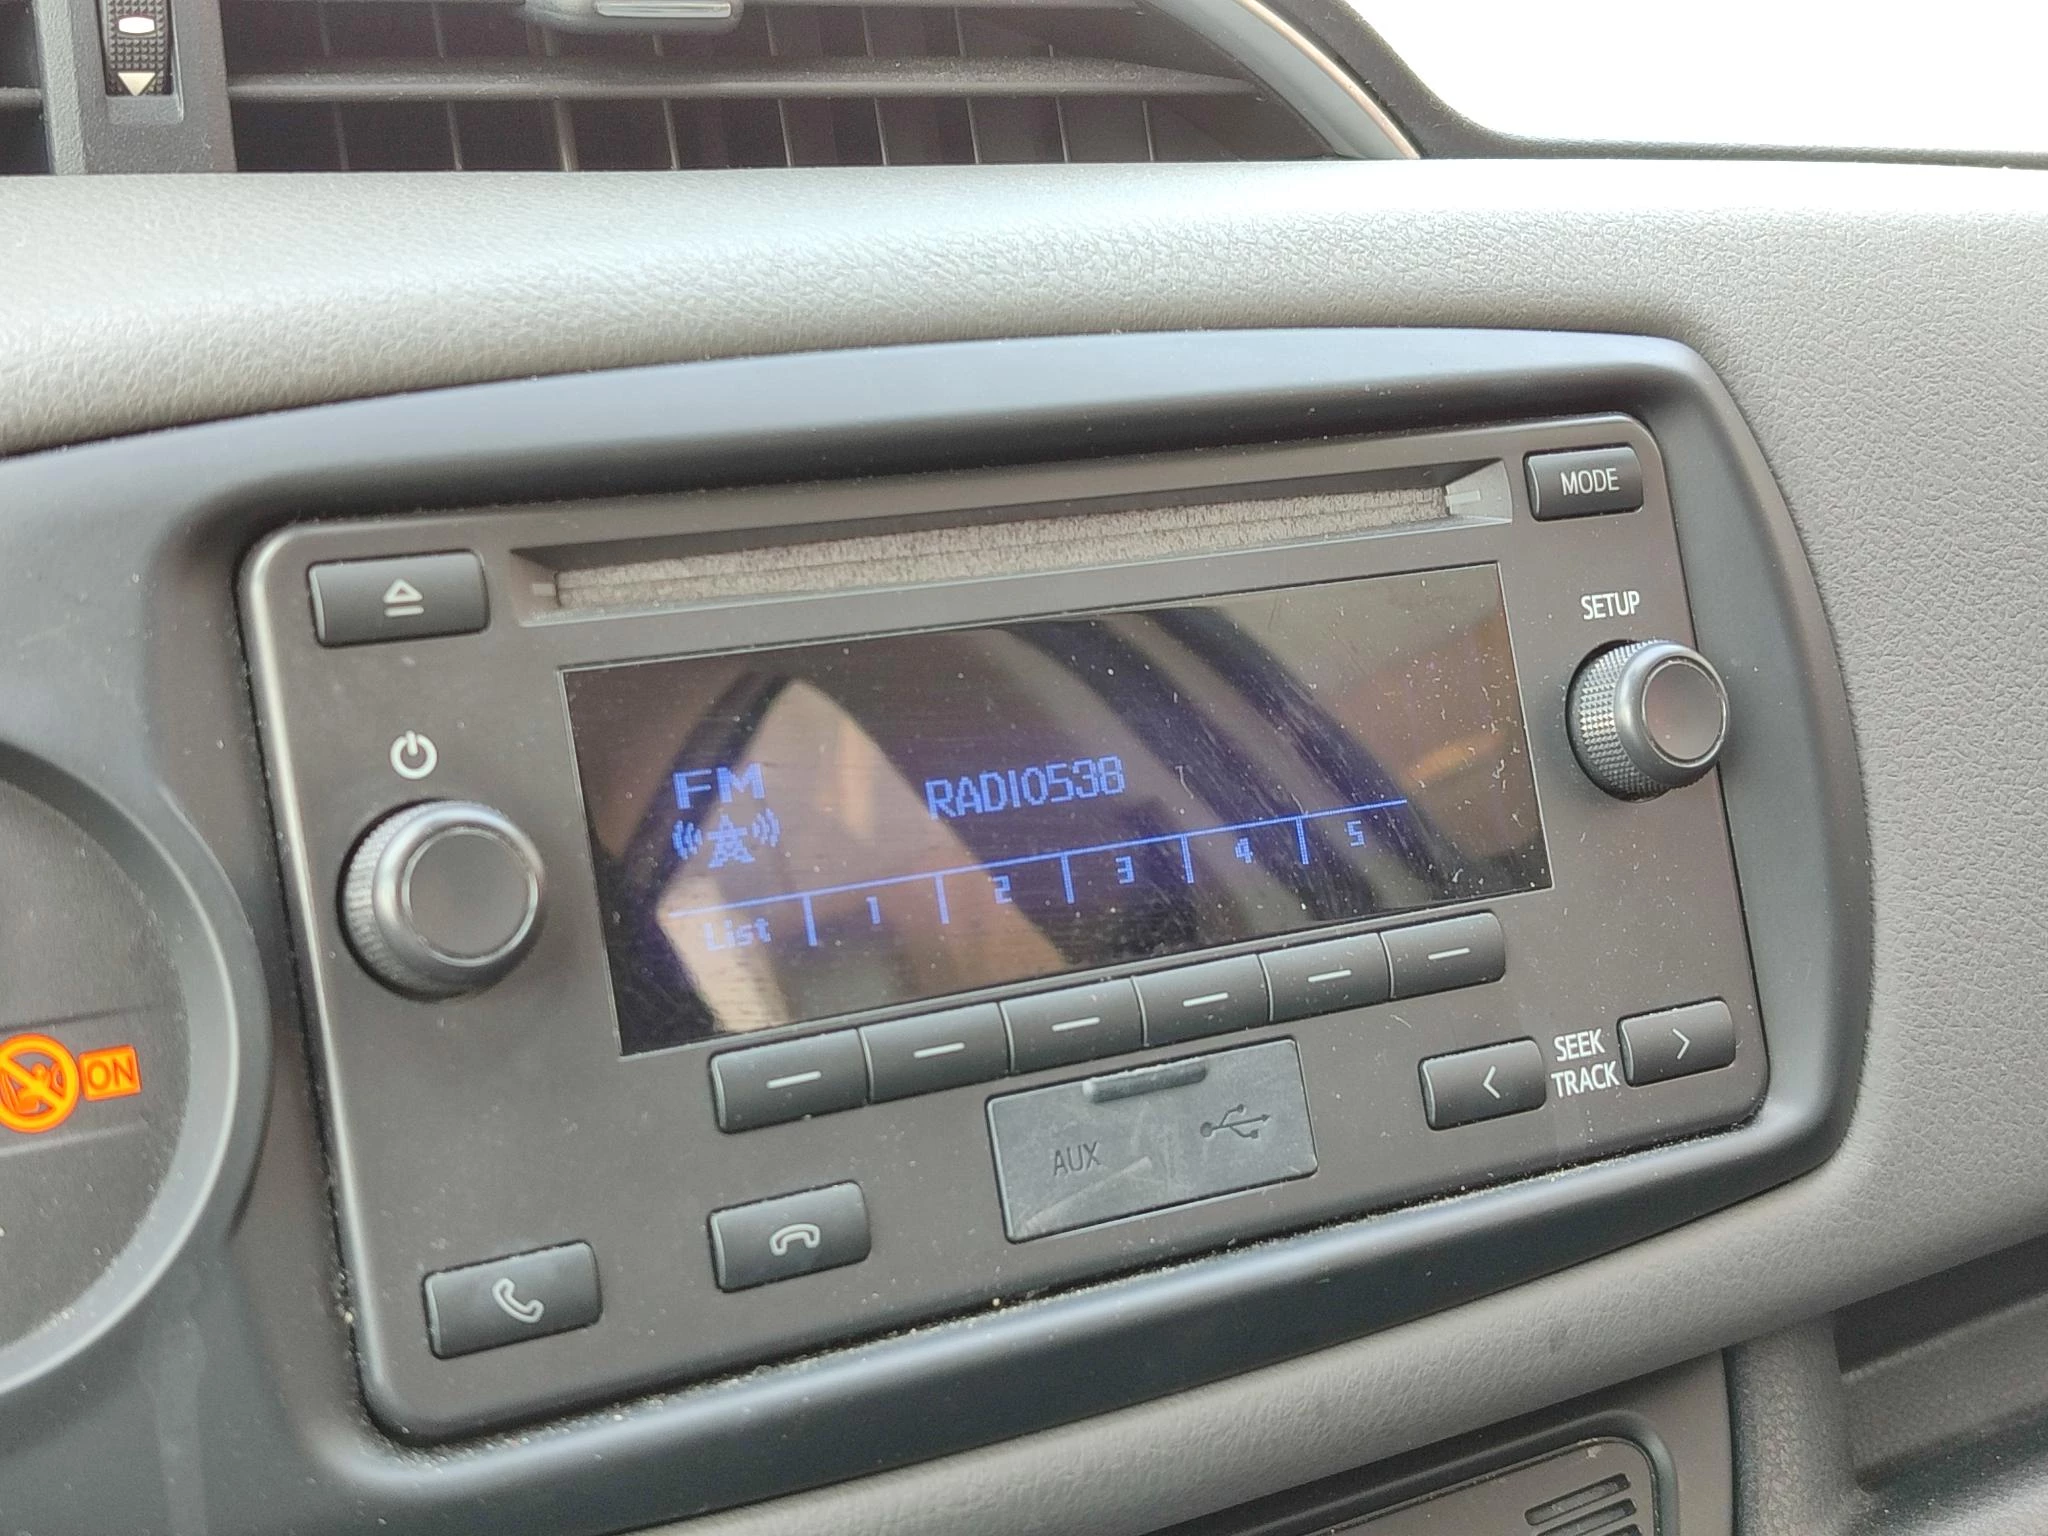 MODE
SETUP
FM RADIO538
List 1 2 3 4 5
SEEK
TRACK
ON
AUX